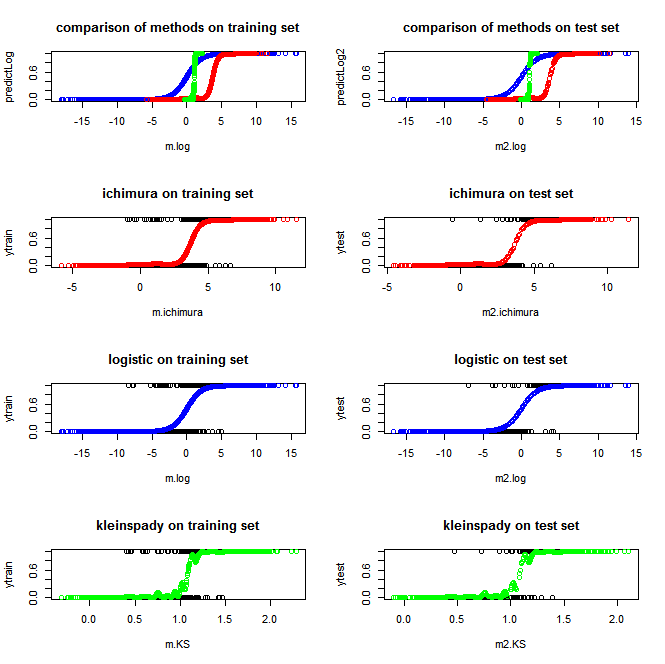 comparison of methods on training set
predictLog
0.0 0.6
-15 -10 -5 0 5 10 15
m.log
comparison of methods on test set
predictLog2
0.0 0.6
-15 -10 -5 0 5 10 15
m2.log
ichimura on training set
ytrain
0.0 0.6
-5 0 5 10
m.ichimura
ichimura on test set
ytest
0.0 0.6
-5 0 5 10
m2.ichimura
logistic on training set
ytrain
0.0 0.6
-15 -10 -5 0 5 10 15
m.log
logistic on test set
ytest
0.0 0.6
-15 -10 -5 0 5 10 15
m2.log
kleinspady on training set
ytrain
0.0 0.6
0.0 0.5 1.0 1.5 2.0
m.KS
kleinspady on test set
ytest
0.0 0.6
0.0 0.5 1.0 1.5 2.0
m2.KS